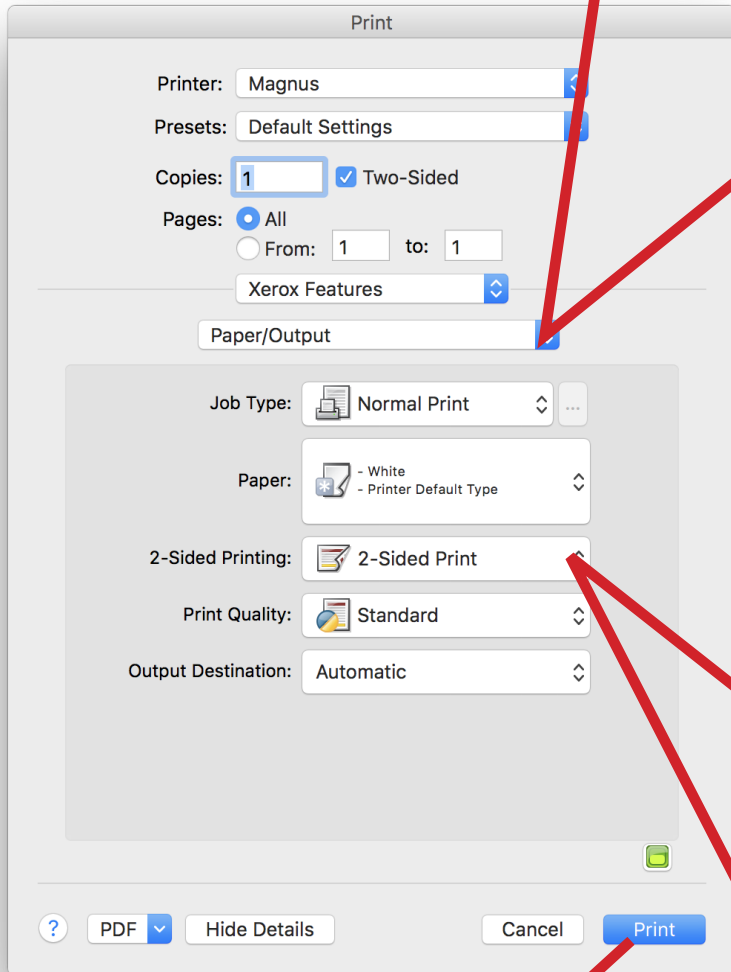 Print
Printer: Magnus
Presets: Default Settings
Copies: 1 Two-Sided
Pages: All
From: 1 to: 1
Xerox Features
Paper/Output
Job Type: Normal Print ...
Paper: - White
- Printer Default Type
2-Sided Printing: 2-Sided Print
Print Quality: Standard
Output Destination: Automatic
? PDF Hide Details Cancel Print